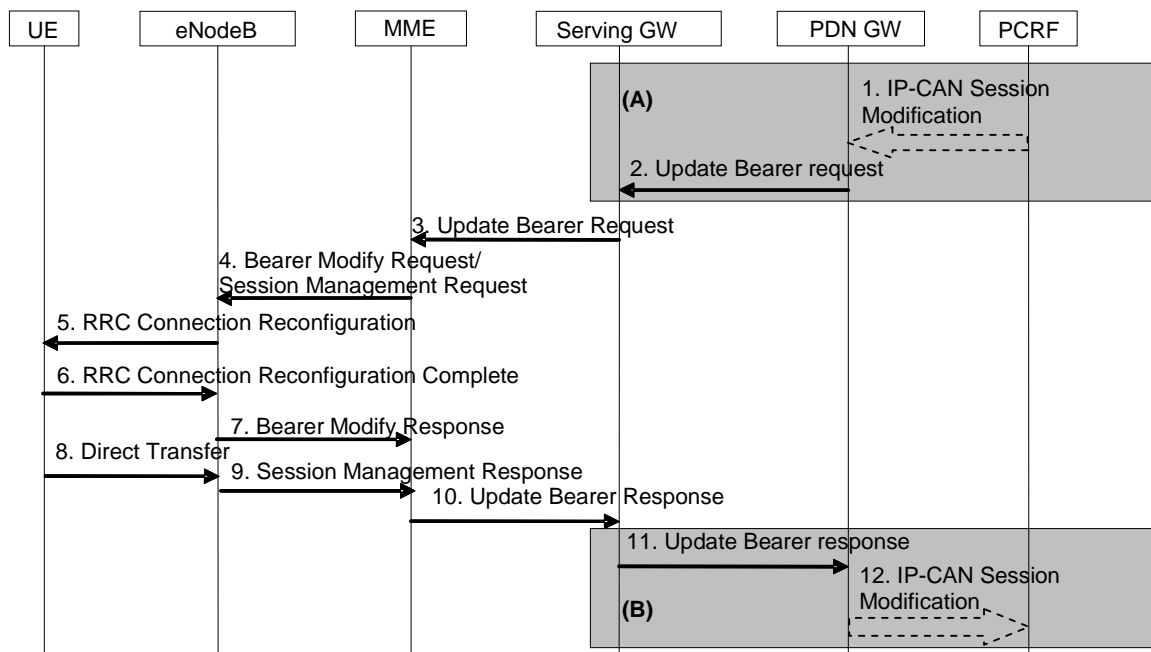 UE eNodeB MME Serving GW PDN GW PCRF
(A)
1. IP-CAN Session
Modification
2. Update Bearer request
3. Update Bearer Request
4. Bearer Modify Request/
Session Management Request
5. RRC Connection Reconfiguration
6. RRC Connection Reconfiguration Complete
7. Bearer Modify Response
8. Direct Transfer
9. Session Management Response
10. Update Bearer Response
11. Update Bearer response
12. IP-CAN Session
Modification
(B)